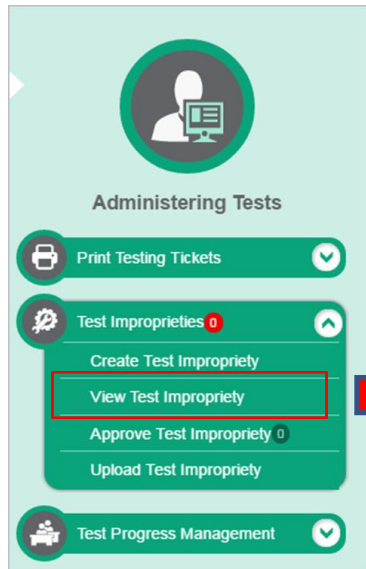 Administering Tests
Print Testing Tickets
Test Improprieties 0
Create Test Impropriety
View Test Impropriety
Approve Test Impropriety 0
Upload Test Impropriety
Test Progress Management